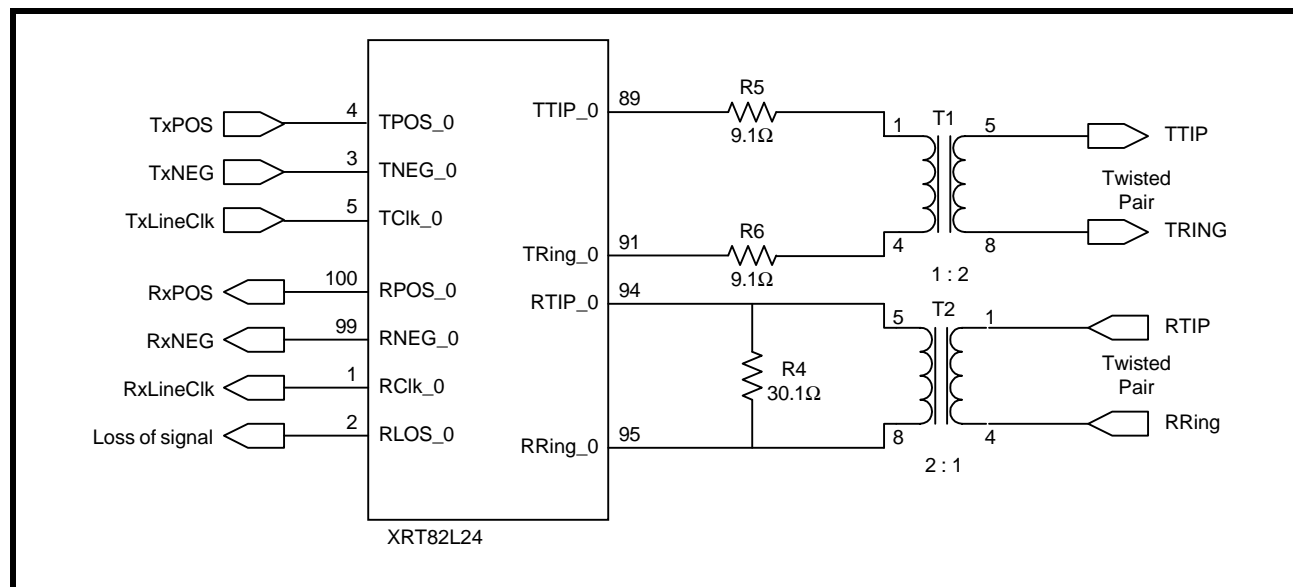 TxPOS
4
TPOS_0
TxNEG
3
TNEG_0
TxLineClk
5
TClk_0
RxPOS
100
RPOS_0
RxNEG
99
RNEG_0
RxLineClk
1
RClk_0
Loss of signal
2
RLOS_0
XRT82L24
TTIP_0
89
R5
9.1Ω
TRing_0
91
R6
9.1Ω
T1
1
5
4
8
1 : 2
TTIP
Twisted
Pair
TRING
RTIP_0
94
R4
30.1Ω
RRing_0
95
T2
5
1
8
4
2 : 1
RTIP
Twisted
Pair
RRing